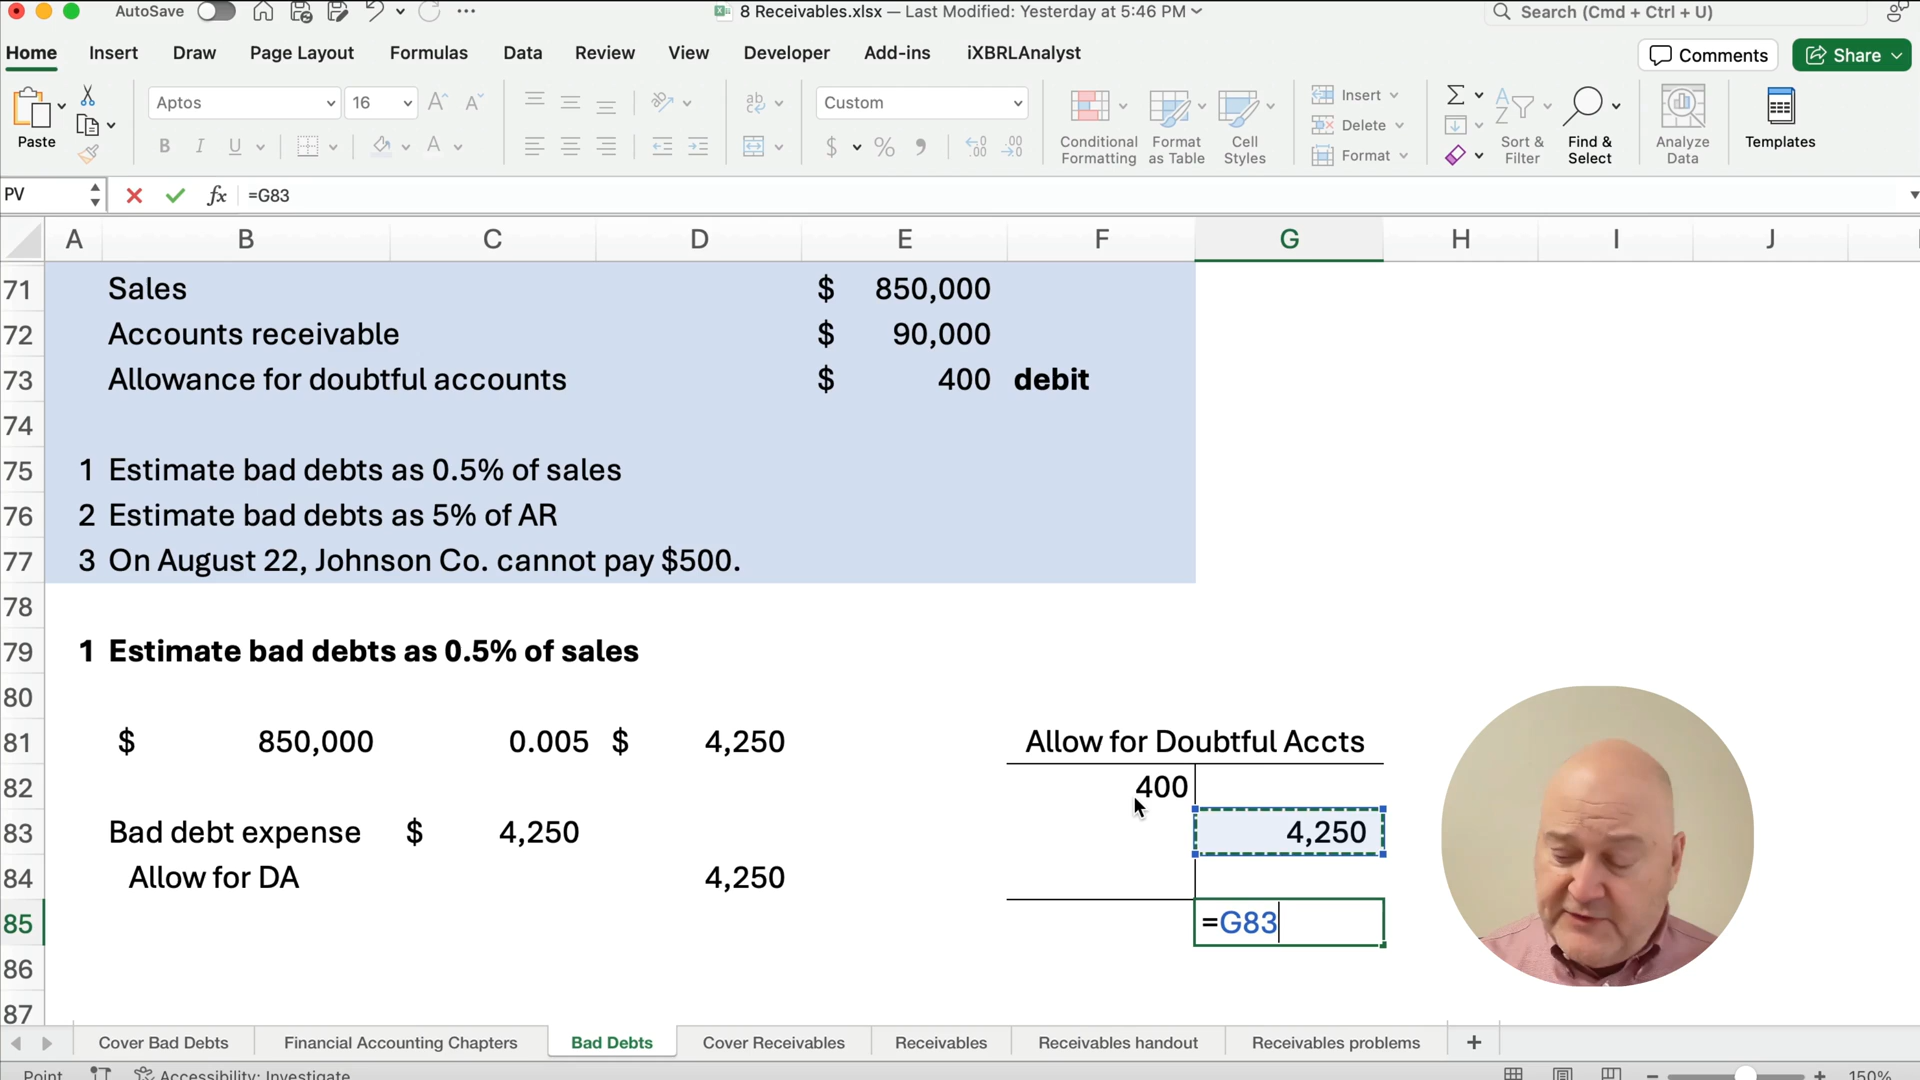 AutoSave
8 Receivables.xlsx — Last Modified: Yesterday at 5:46 PM
Search (Cmd + Ctrl + U)
Home Insert Draw Page Layout Formulas Data Review View Developer Add-ins iXBRLAnalyst
Comments Share
Paste
Aptos 16
B I U A
ab
Custom
$ %
Conditional Formatting
Format as Table
Cell Styles
Insert
Delete
Format
Sort & Filter
Find & Select
Analyze Data
Templates
PV fx =G83
A B C D E F G H I J
71 Sales $ 850,000
72 Accounts receivable $ 90,000
73 Allowance for doubtful accounts $ 400 debit
74
75 1 Estimate bad debts as 0.5% of sales
76 2 Estimate bad debts as 5% of AR
77 3 On August 22, Johnson Co. cannot pay $500.
78
79 1 Estimate bad debts as 0.5% of sales
80
81 $ 850,000 0.005 $ 4,250 Allow for Doubtful Accts
82 400
83 Bad debt expense $ 4,250 4,250
84 Allow for DA 4,250
85 =G83
86
87
Cover Bad Debts Financial Accounting Chapters Bad Debts Cover Receivables Receivables Receivables handout Receivables problems +
Point Accessibility: Investigate 150%